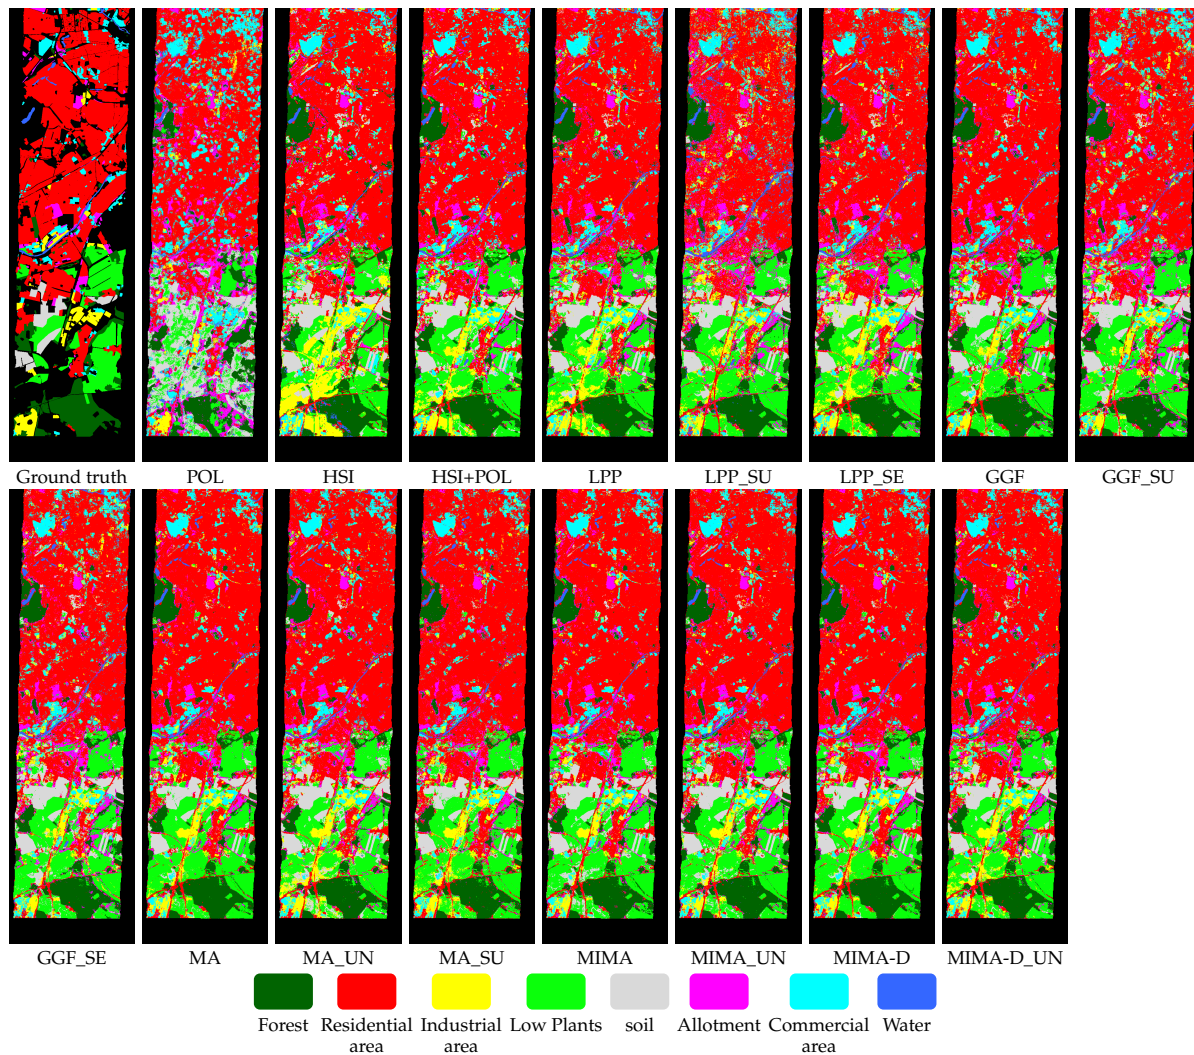 Ground truth POL HSI HSI+POL LPP LPP_SU LPP_SE GGF GGF_SU
GGF_SE MA MA_UN MA_SU MIMA MIMA_UN MIMA-D MIMA-D_UN
Forest Residential Industrial Low Plants soil Allotment Commercial Water
area area area